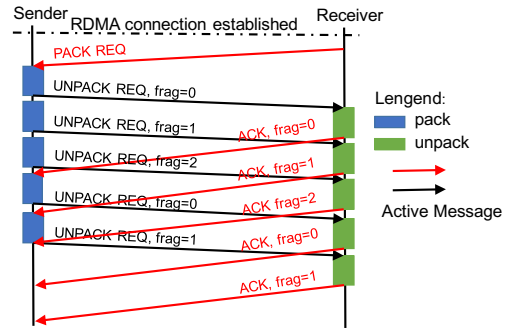 Sender
Receiver
RDMA connection established
PACK REQ
UNPACK REQ, frag=0
UNPACK REQ, frag=1
ACK, frag=0
UNPACK REQ, frag=2
ACK, frag=1
UNPACK REQ, frag=0
ACK frag=2
UNPACK REQ, frag=1
ACK, frag=0
ACK, frag=1
Lengend:
pack
unpack
Active Message